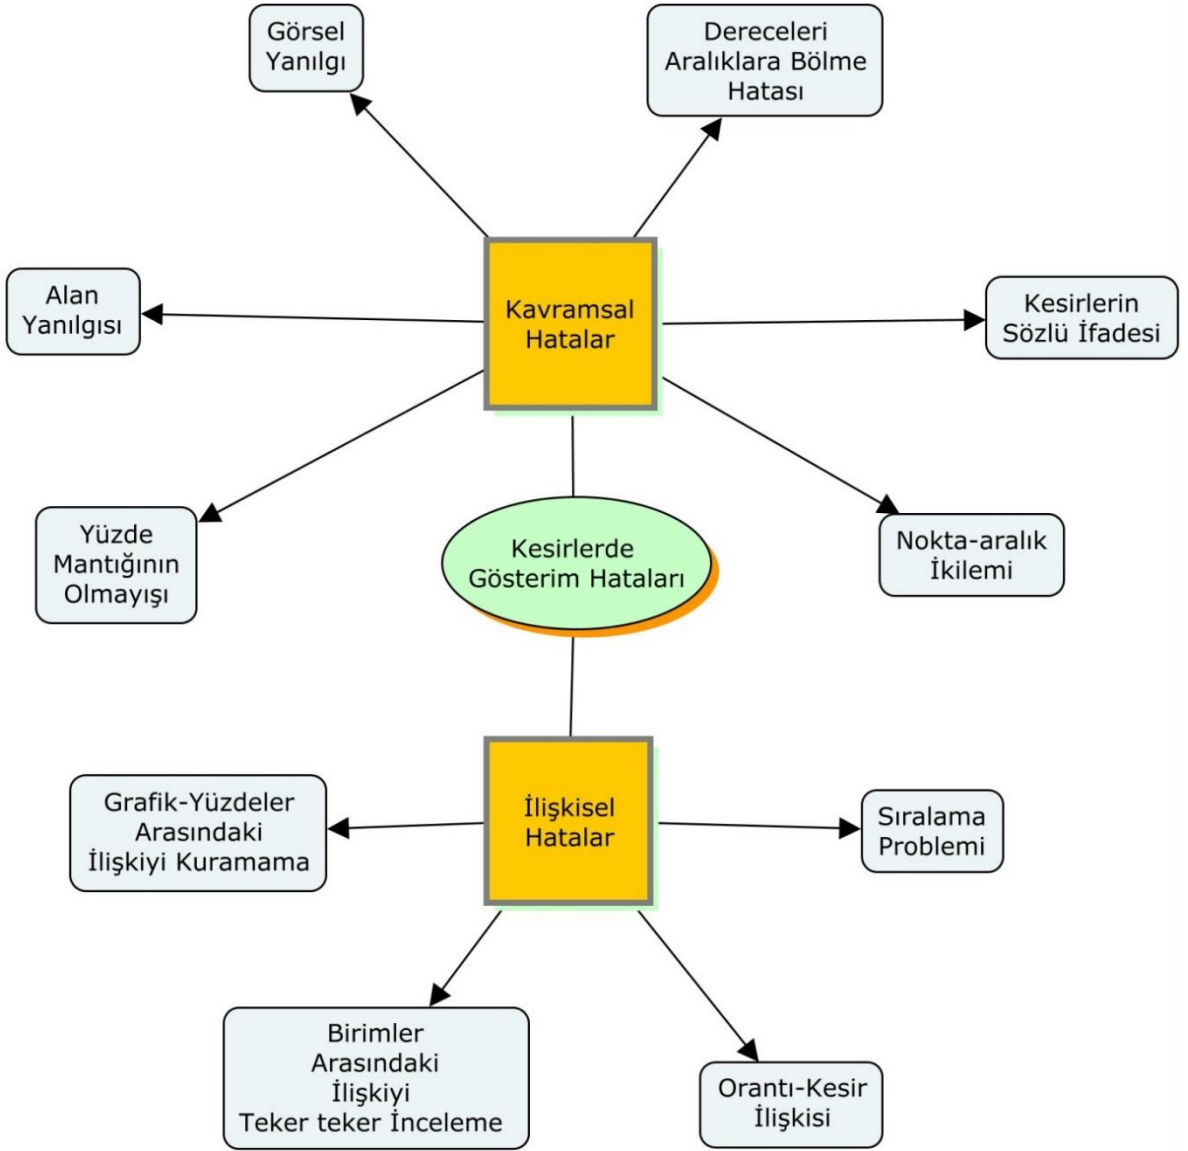 Görsel
Yanılgı
Dereceleri
Aralıklara Bölme
Hatası
Alan
Yanılgısı
Kavramsal
Hatalar
Kesirlerin
Sözlü İfadesi
Yüzde
Mantığının
Olmayışı
Kesirlerde
Gösterim Hataları
Nokta-aralık
İkilemi
Grafik-Yüzdeler
Arasındaki
İlişkiyi Kuramama
İlişkisel
Hatalar
Sıralama
Problemi
Birimler
Arasındaki
İlişkiyi
Teker teker İnceleme
Orantı-Kesir
İlişkisi